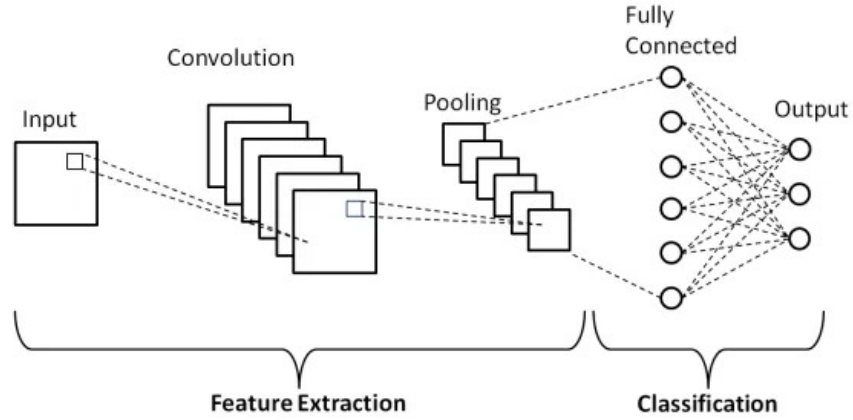 Input
Convolution
Pooling
Fully
Connected
Output
Feature Extraction
Classification